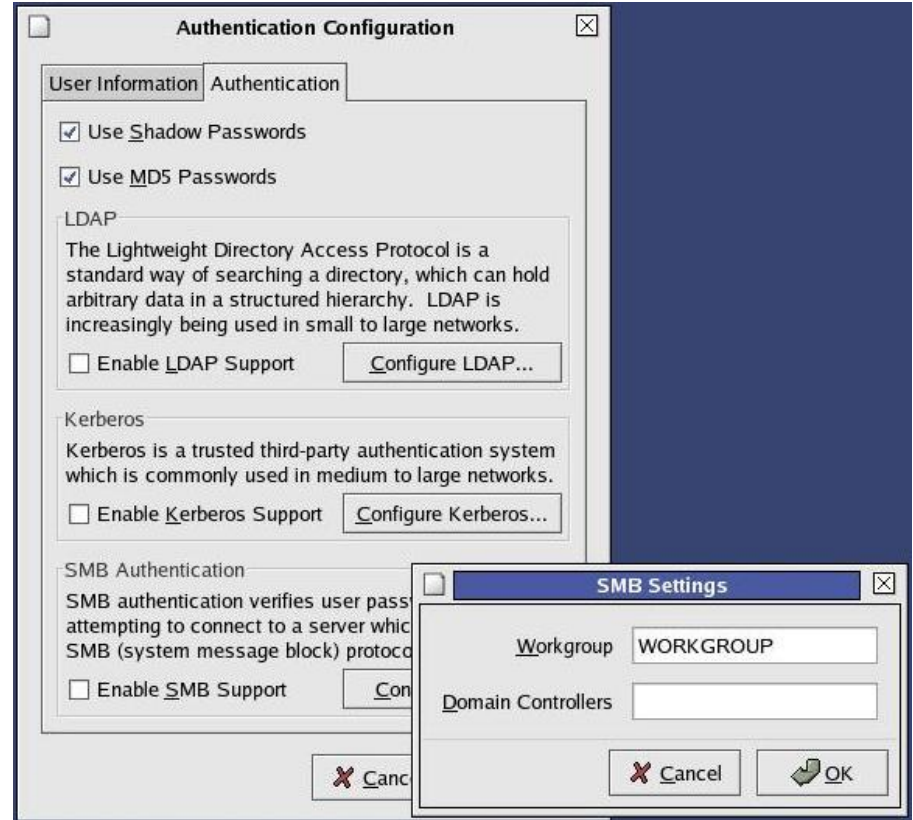 Authentication Configuration
User Information Authentication
Use Shadow Passwords
Use MD5 Passwords
LDAP
The Lightweight Directory Access Protocol is a
standard way of searching a directory, which can hold
arbitrary data in a structured hierarchy. LDAP is
increasingly being used in small to large networks.
Enable LDAP Support Configure LDAP...
Kerberos
Kerberos is a trusted third-party authentication system
which is commonly used in medium to large networks.
Enable Kerberos Support Configure Kerberos...
SMB Authentication
SMB authentication verifies user pass
attempting to connect to a server whic
SMB (system message block) protoco
Enable SMB Support Con
Canc
SMB Settings
Workgroup WORKGROUP
Domain Controllers
Cancel OK